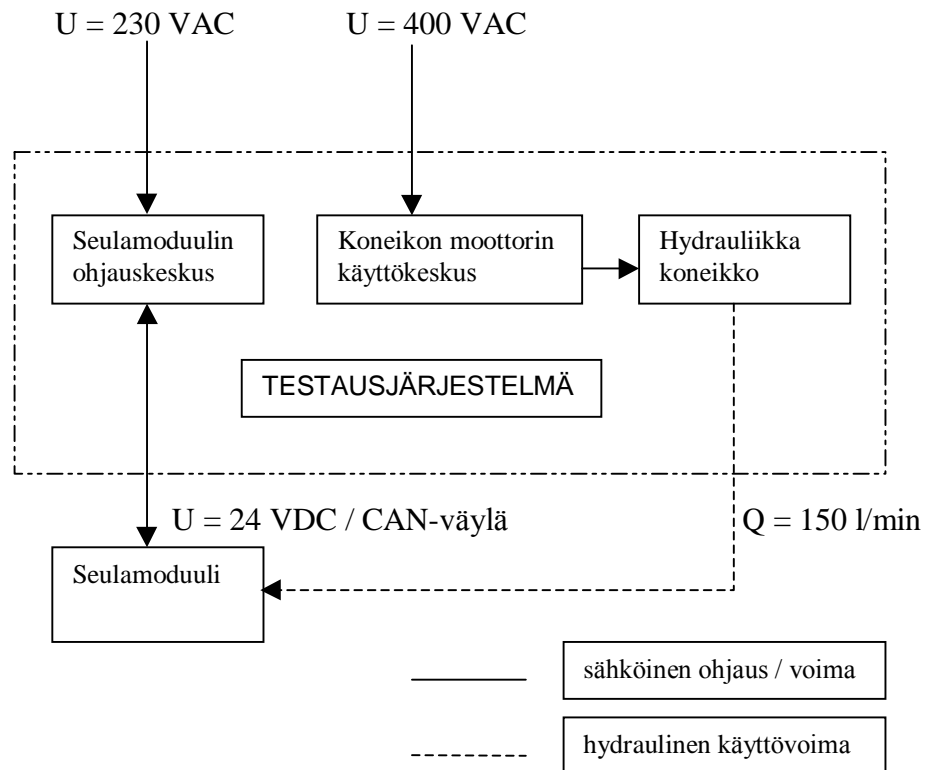 U = 230 VAC
U = 400 VAC
Seulamoduulin
ohjauskeskus
Koneikon moottorin
käyttökeskus
Hydrauliikka
koneikko
TESTAUSJÄRJESTELMÄ
U = 24 VDC / CAN-väylä
Q = 150 l/min
Seulamoduuli
sähköinen ohjaus / voima
hydraulinen käyttövoima